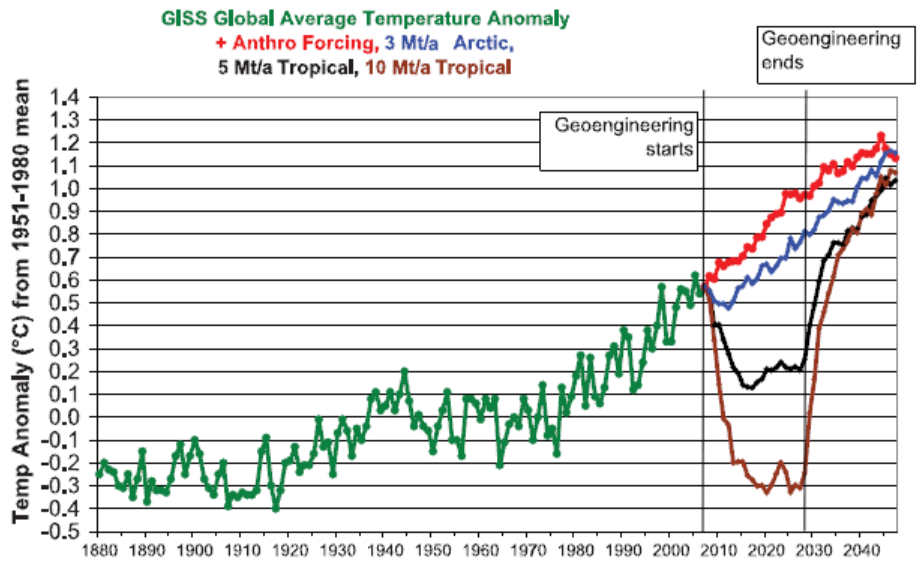 GISS Global Average Temperature Anomaly
+ Anthro Forcing, 3 Mt/a Arctic,
5 Mt/a Tropical, 10 Mt/a Tropical
Geoengineering
ends
Geoengineering
starts
Temp Anomaly (°C) from 1951-1980 mean
1.4
1.3
1.2
1.1
1.0
0.9
0.8
0.7
0.6
0.5
0.4
0.3
0.2
0.1
0.0
-0.1
-0.2
-0.3
-0.4
-0.5
1880 1890 1900 1910 1920 1930 1940 1950 1960 1970 1980 1990 2000 2010 2020 2030 2040